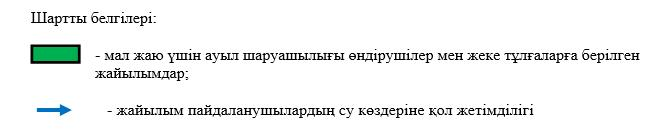 Шартты белгілері:
- мал жаю үшін ауыл шаруашылығы өндірушілер мен жеке тұлғаларға берілген
жайылымдар;
- жайылым пайдаланушылардың су көздеріне қол жетімділігі